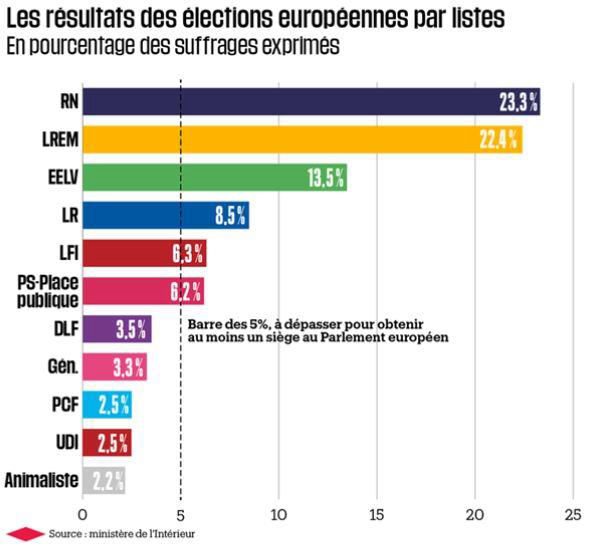 Les résultats des élections européennes par listes
En pourcentage des suffrages exprimés
RN 23.3%
LREM 22.4%
EELV 13,5%
LR 8,5%
LFI 6,3%
PS-Place
publique 6,2%
DLF 3,5%
Barre des 5%, à dépasser pour obtenir
au moins un siège au Parlement européen
Gén. 3,3%
PCF 2,5%
UDI 2,5%
Animaliste 2,2%
0 5 10 15 20 25
Source : ministère de l'Intérieur